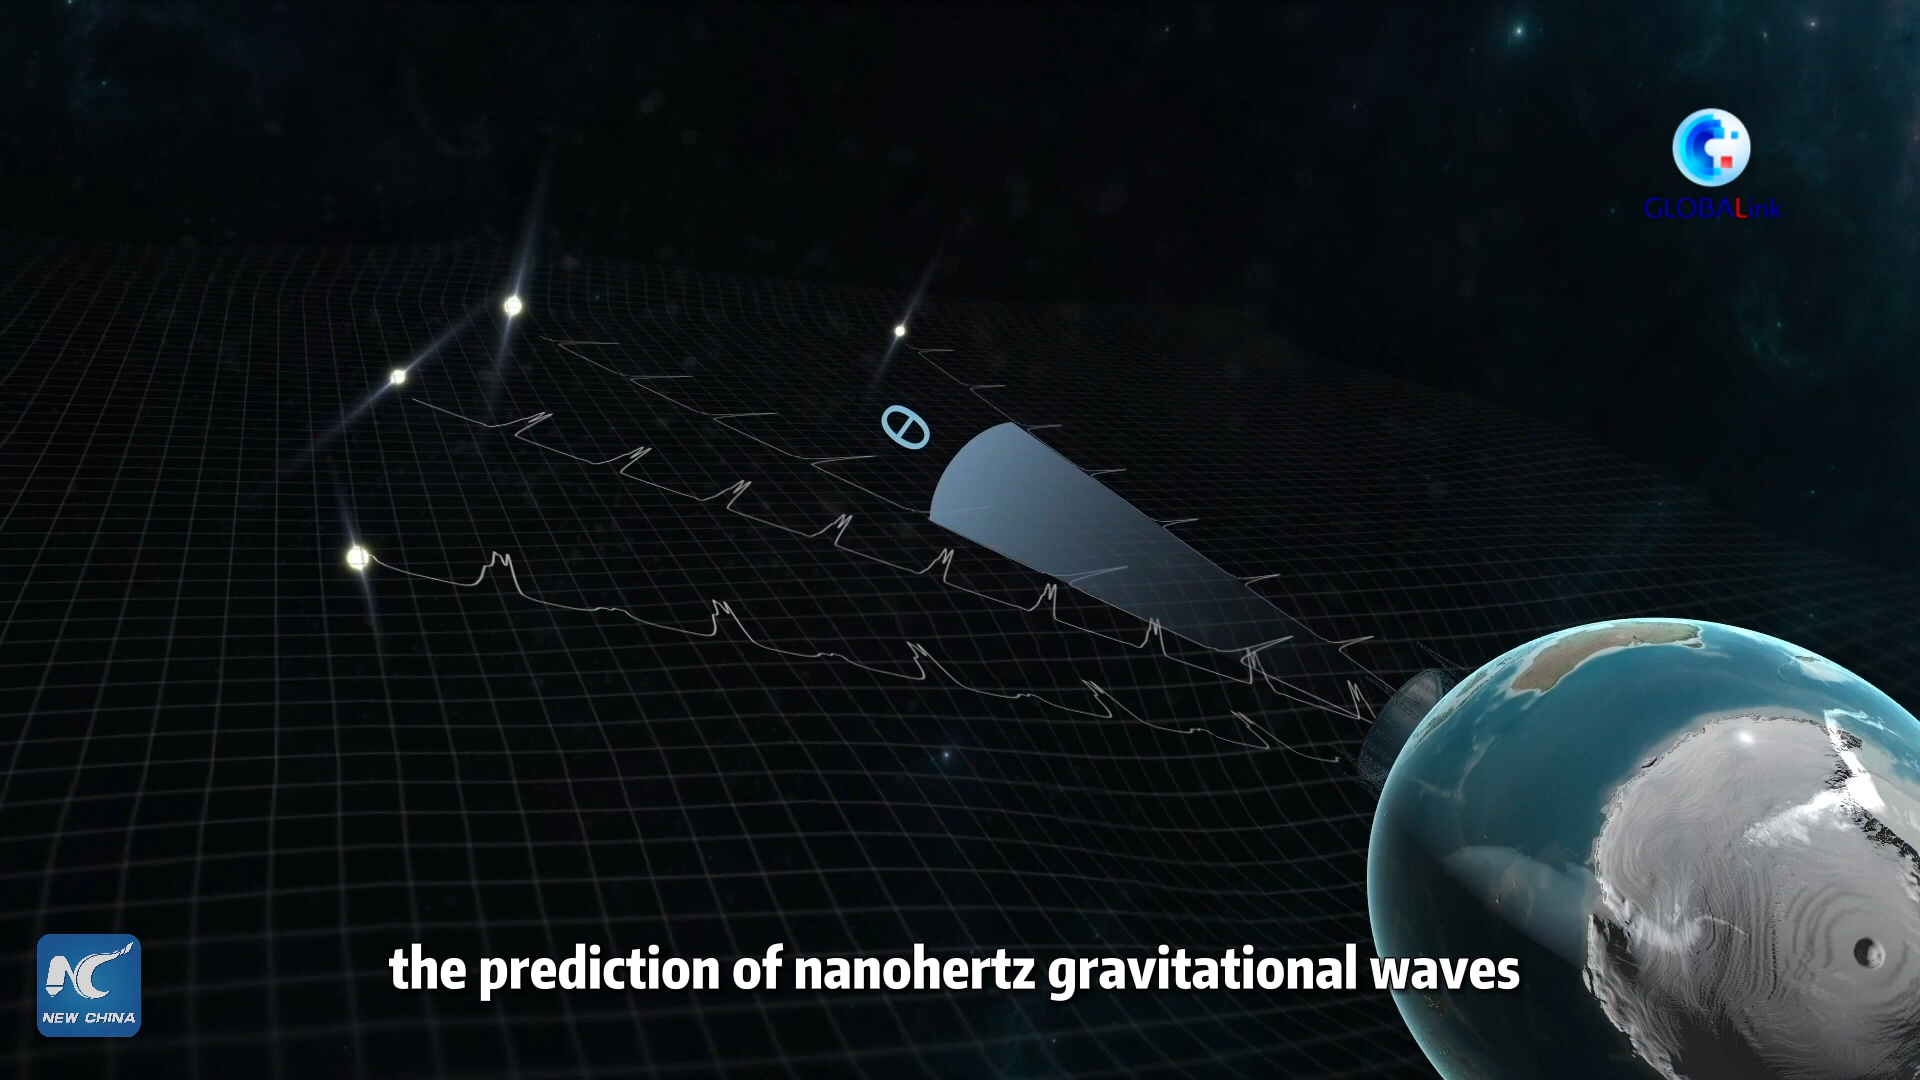 GLOBALink
θ
the prediction of nanohertz gravitational waves
NEW CHINA